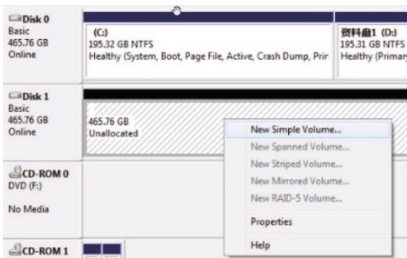 Disk 0
Basic
465.76 GB
Online
(C:)
195.32 GB NTFS
Healthy (System, Boot, Page File, Active, Crash Dump, Prir
资料盘1 (D:)
195.31 GB NTFS
Healthy (Primary
Disk 1
Basic
465.76 GB
Online
465.76 GB
Unallocated
New Simple Volume...
New Spanned Volume...
New Striped Volume...
New Mirrored Volume...
New RAID-5 Volume...
Properties
Help
CD-ROM 0
DVD (F:)
No Media
CD-ROM 1